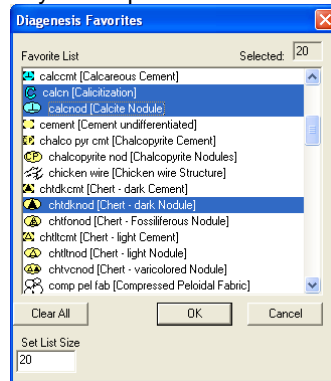 Diagenesis Favorites
Favorite List Selected: 20
calccmt [Calcareous Cement]
calcn [Calicitization]
calcnod [Calcite Nodule]
cement [Cement undifferentiated]
chalco pyr cmt [Chalcopyrite Cement]
chalcopyrite nod [Chalcopyrite Nodules]
chicken wire [Chicken wire Structure]
chtdkcmt [Chert - dark Cement]
chtdknod [Chert - dark Nodule]
chtfonod [Chert - Fossiliferous Nodule]
chtltcmt [Chert - light Cement]
chtltnod [Chert - light Nodule]
chtvcnod [Chert - varicolored Nodule]
comp pel fab [Compressed Peloidal Fabric]
Clear All OK Cancel
Set List Size
20